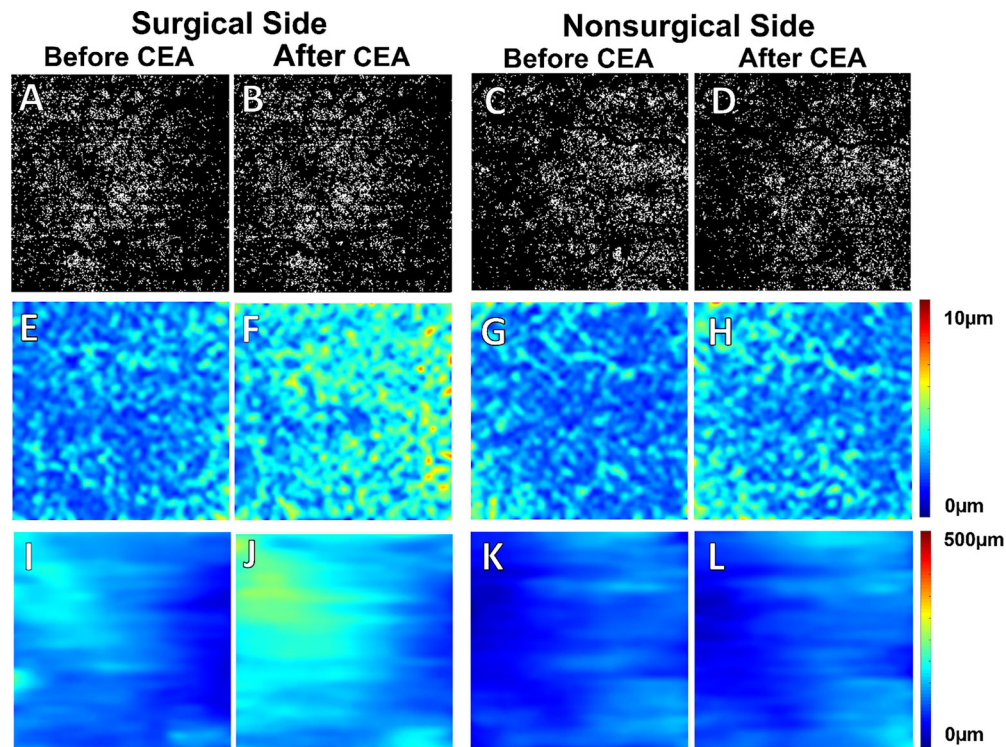 Surgical Side
Nonsurgical Side
Before CEA
After CEA
Before CEA
After CEA
A
B
C
D
E
F
G
H
10µm
0µm
I
J
K
L
500µm
0µm